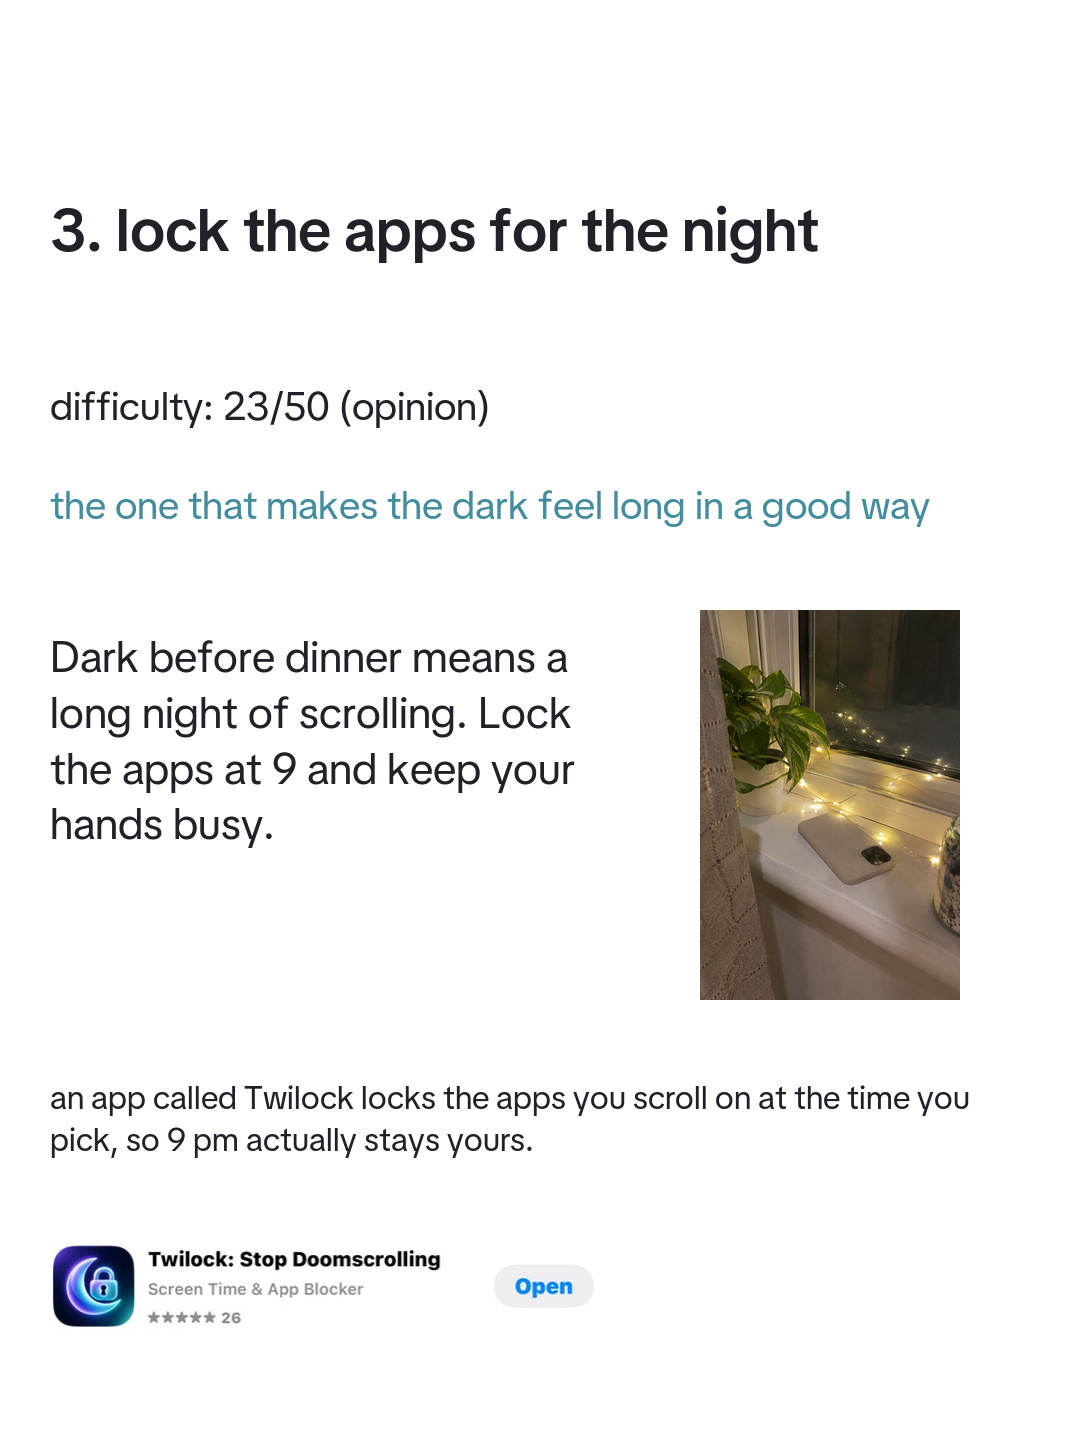 3. lock the apps for the night
difficulty: 23/50 (opinion)
the one that makes the dark feel long in a good way
Dark before dinner means a
long night of scrolling. Lock
the apps at 9 and keep your
hands busy.
an app called Twilock locks the apps you scroll on at the time you
pick, so 9 pm actually stays yours.
Twilock: Stop Doomscrolling
Screen Time & App Blocker
★★★★★ 26
Open